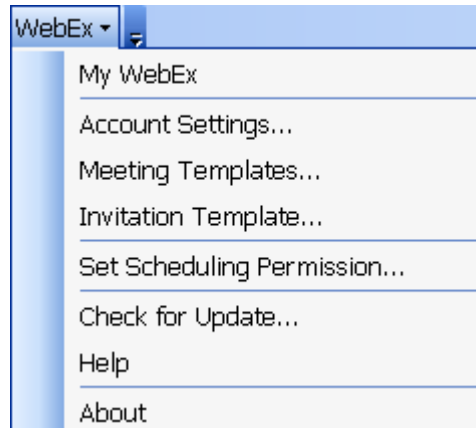 WebEx
My WebEx
Account Settings...
Meeting Templates...
Invitation Template...
Set Scheduling Permission...
Check for Update...
Help
About